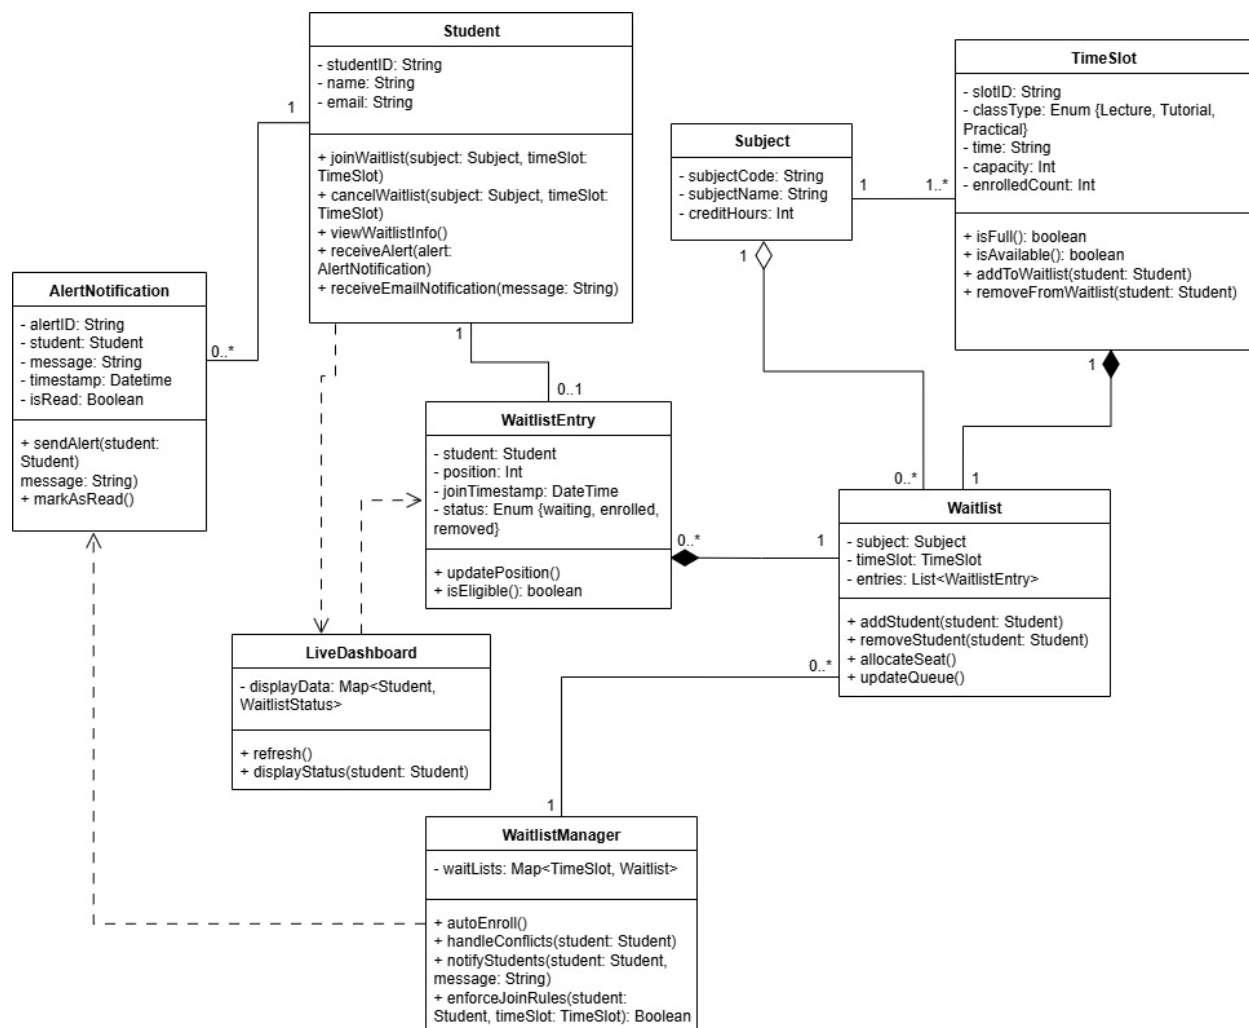 Student
- studentID: String
- name: String
- email: String
+ joinWaitlist(subject: Subject, timeSlot:
TimeSlot)
+ cancelWaitlist(subject: Subject, timeSlot:
TimeSlot)
+ viewWaitlistInfo()
+ receiveAlert(alert:
AlertNotification)
+ receiveEmailNotification(message: String)
TimeSlot
- slotID: String
- classType: Enum {Lecture, Tutorial,
Practical}
- time: String
- capacity: Int
- enrolledCount: Int
+ isFull(): boolean
+ isAvailable(): boolean
+ addToWaitlist(student: Student)
+ removeFromWaitlist(student: Student)
Subject
- subjectCode: String
- subjectName: String
- creditHours: Int
1
1
1..*
1
1
0..*
1
AlertNotification
- alertID: String
- student: Student
- message: String
- timestamp: Datetime
- isRead: Boolean
+ sendAlert(student:
Student)
message: String)
+ markAsRead()
0..1
WaitlistEntry
- student: Student
- position: Int
- joinTimestamp: DateTime
- status: Enum {waiting, enrolled,
removed}
+ updatePosition()
+ isEligible(): boolean
0..*
1
Waitlist
- subject: Subject
- timeSlot: TimeSlot
- entries: List<WaitlistEntry>
+ addStudent(student: Student)
+ removeStudent(student: Student)
+ allocateSeat()
+ updateQueue()
0..*
1
LiveDashboard
- displayData: Map<Student,
WaitlistStatus>
+ refresh()
+ displayStatus(student: Student)
0..*
1
WaitlistManager
- waitLists: Map<TimeSlot, Waitlist>
+ autoEnroll()
+ handleConflicts(student: Student)
+ notifyStudents(student: Student,
message: String)
+ enforceJoinRules(student:
Student, timeSlot: TimeSlot): Boolean